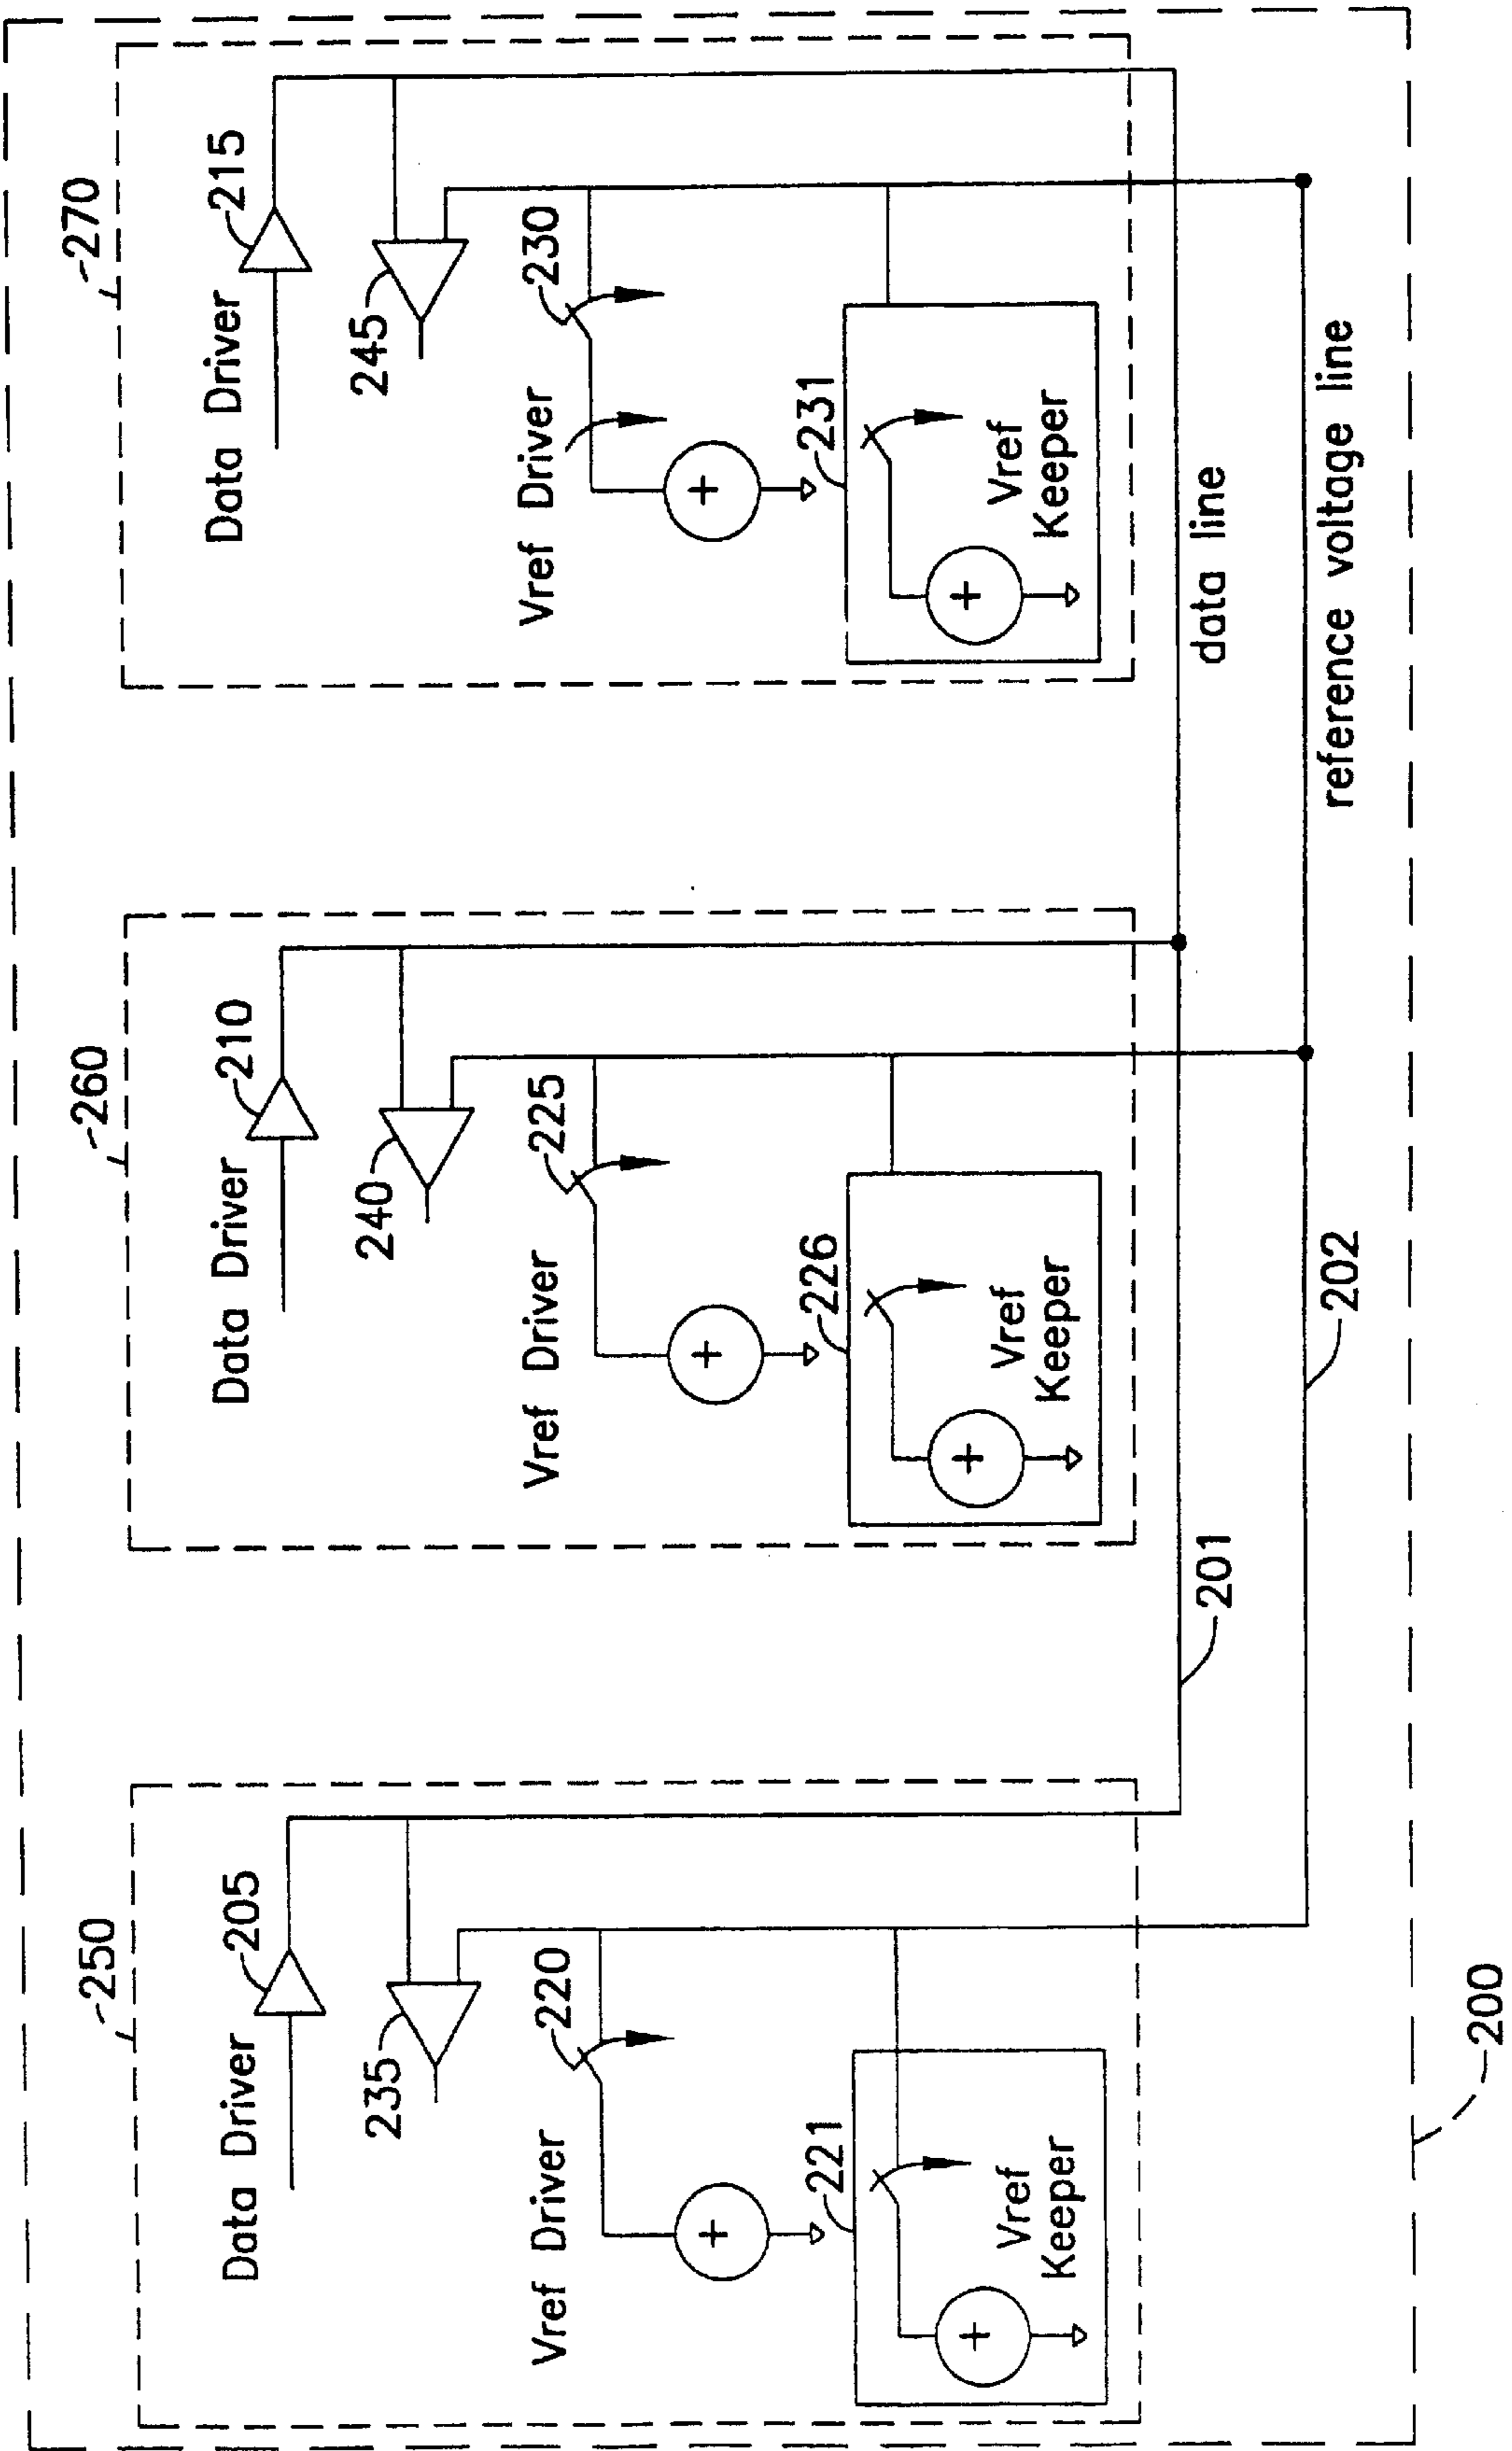 250
Data Driver
205
235
Vref Driver
220
+
221
+
Vref
Keeper
260
Data Driver
210
240
Vref Driver
225
+
226
+
Vref
Keeper
270
Data Driver
215
245
Vref Driver
230
+
231
+
Vref
Keeper
201
data line
202
reference voltage line
200